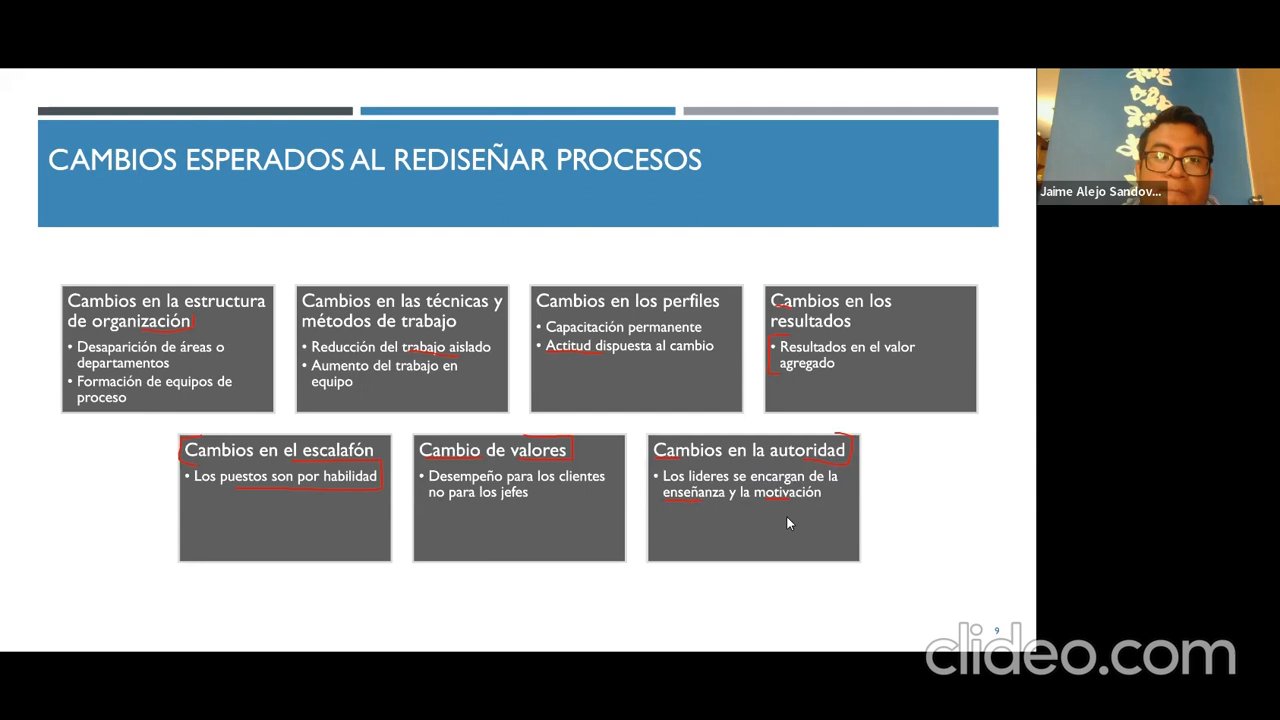 CAMBIOS ESPERADOS AL REDISEÑAR PROCESOS
Jaime Alejo Sandov...
Cambios en la estructura
de organización
• Desaparición de áreas o
departamentos
• Formación de equipos de
proceso
Cambios en las técnicas y
métodos de trabajo
• Reducción del trabajo aislado
• Aumento del trabajo en
equipo
Cambios en los perfiles
• Capacitación permanente
• Actitud dispuesta al cambio
Cambios en los
resultados
• Resultados en el valor
agregado
Cambios en el escalafón
• Los puestos son por habilidad
Cambio de valores
• Desempeño para los clientes
no para los jefes
Cambios en la autoridad
• Los lideres se encargan de la
enseñanza y la motivación
9
clideo.com